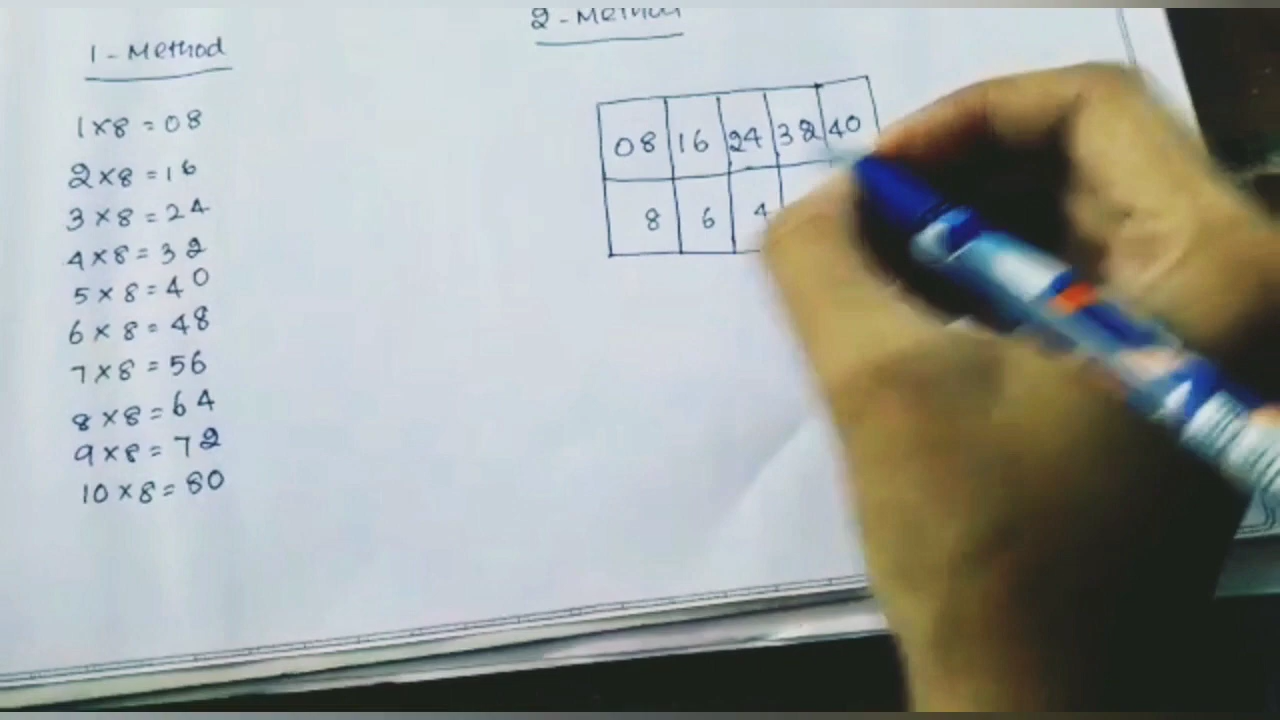 1 - Method
1 x 8 = 08
2 x 8 = 16
3 x 8 = 24
4 x 8 = 32
5 x 8 = 40
6 x 8 = 48
7 x 8 = 56
8 x 8 = 64
9 x 8 = 72
10 x 8 = 80
2 - Method
08 16 24 32 40
8 6 4